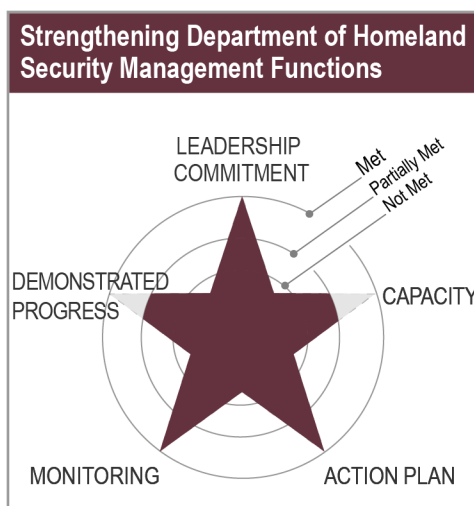 Strengthening Department of Homeland
Security Management Functions
LEADERSHIP
COMMITMENT
Met
Partially Met
Not Met
DEMONSTRATED
PROGRESS
CAPACITY
MONITORING
ACTION PLAN